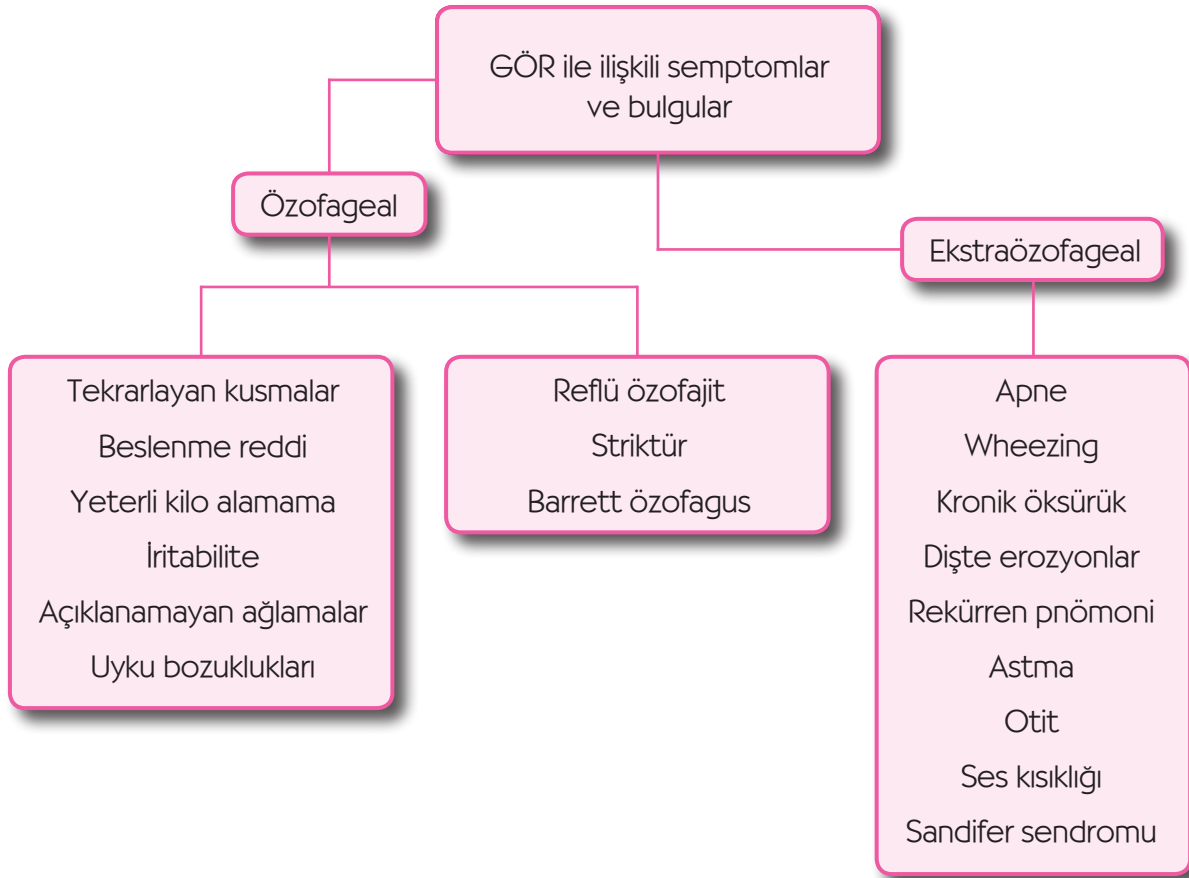 GÖR ile ilişkili semptomlar
ve bulgular
Özofageal
Ekstraözofageal
Tekrarlayan kusmalar
Beslenme reddi
Yeterli kilo alamama
İritabilite
Açıklanamayan ağlamalar
Uyku bozuklukları
Reflü özofajit
Striktür
Barrett özofagus
Apne
Wheezing
Kronik öksürük
Dişte erozyonlar
Rekürren pnömoni
Astma
Otit
Ses kısıklığı
Sandifer sendromu